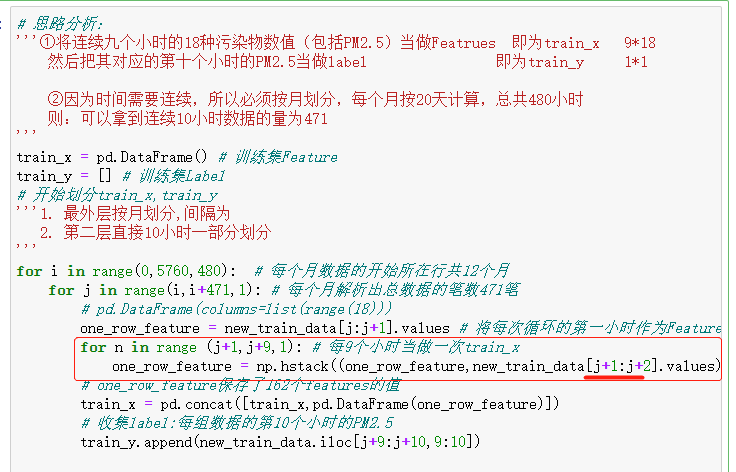 :
# 思路分析:
'''①将连续九个小时的18种污染物数值（包括PM2.5）当做Featrues 即为train_x 9*18
然后把其对应的第十个小时的PM2.5当做label 即为train_y 1*1
②因为时间需要连续，所以必须按月划分，每个月按20天计算，总共480小时
则：可以拿到连续10小时数据的量为471
'''
train_x = pd.DataFrame() # 训练集Feature
train_y = [] # 训练集Label
# 开始划分train_x,train_y
'''1. 最外层按月划分,间隔为
2. 第二层直接10小时一部分划分
'''
for i in range(0,5760,480): # 每个月数据的开始所在行共12个月
for j in range(i,i+471,1): # 每个月解析出总数据的笔数471笔
# pd.DataFrame(columns=list(range(18)))
one_row_feature = new_train_data[j:j+1].values # 将每次循环的第一小时作为Feature
for n in range (j+1,j+9,1): # 每9个小时当做一次train_x
one_row_feature = np.hstack((one_row_feature,new_train_data[j+1:j+2].values)
# one_row_feature保存了162个features的值
train_x = pd.concat([train_x,pd.DataFrame(one_row_feature)])
# 收集label:每组数据的第10个小时的PM2.5
train_y.append(new_train_data.iloc[j+9:j+10,9:10])